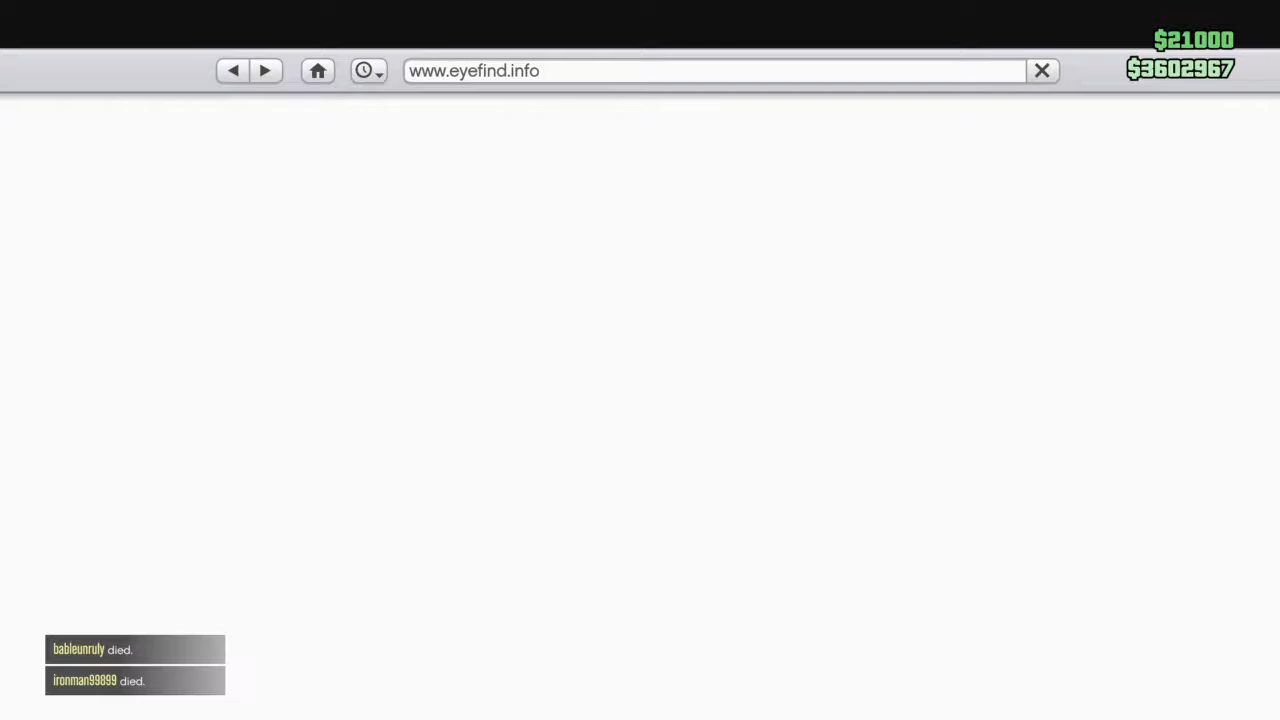 $21000
www.eyefind.info
$3602967
bableunruly died.
ironman99899 died.